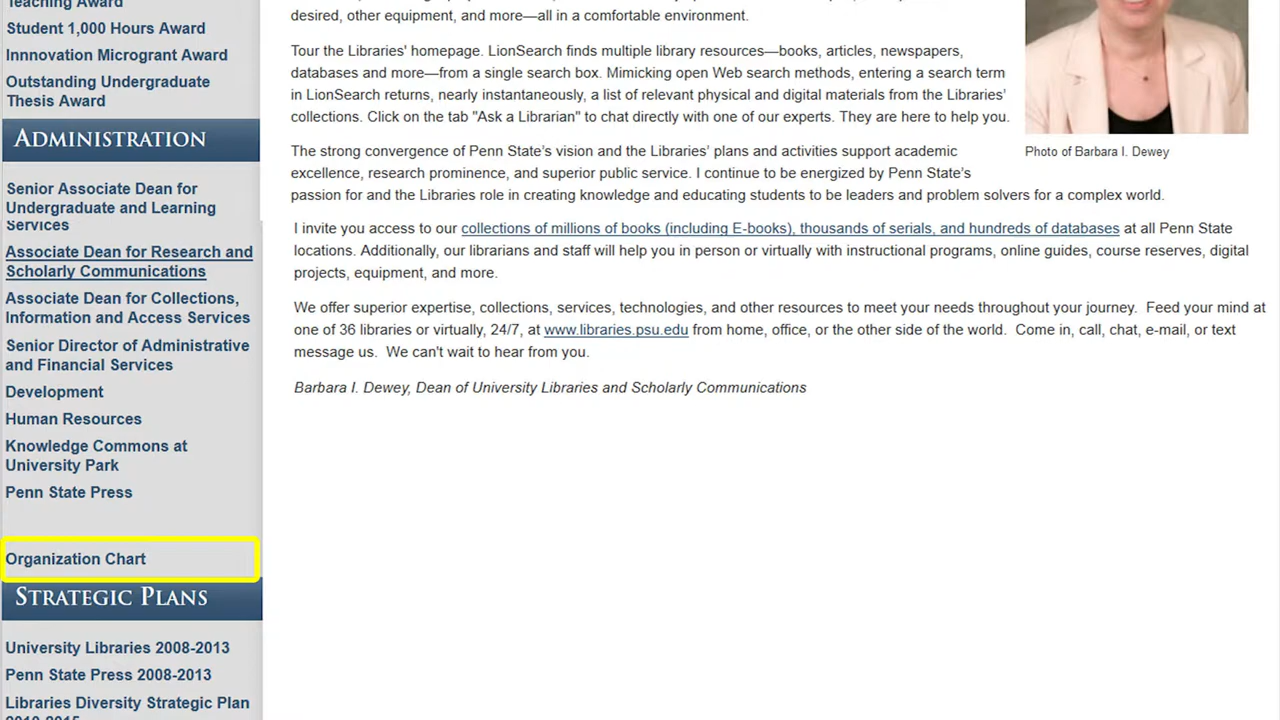 Teaching Award
Student 1,000 Hours Award
Innnovation Microgrant Award
Outstanding Undergraduate
Thesis Award
ADMINISTRATION
Senior Associate Dean for
Undergraduate and Learning
Services
Associate Dean for Research and
Scholarly Communications
Associate Dean for Collections,
Information and Access Services
Senior Director of Administrative
and Financial Services
Development
Human Resources
Knowledge Commons at
University Park
Penn State Press
Organization Chart
STRATEGIC PLANS
University Libraries 2008-2013
Penn State Press 2008-2013
Libraries Diversity Strategic Plan
2010-2015
desired, other equipment, and more—all in a comfortable environment.
Tour the Libraries' homepage. LionSearch finds multiple library resources—books, articles, newspapers,
databases and more—from a single search box. Mimicking open Web search methods, entering a search term
in LionSearch returns, nearly instantaneously, a list of relevant physical and digital materials from the Libraries'
collections. Click on the tab "Ask a Librarian" to chat directly with one of our experts. They are here to help you.
The strong convergence of Penn State's vision and the Libraries' plans and activities support academic
excellence, research prominence, and superior public service. I continue to be energized by Penn State's
passion for and the Libraries role in creating knowledge and educating students to be leaders and problem solvers for a complex world.
I invite you access to our collections of millions of books (including E-books), thousands of serials, and hundreds of databases at all Penn State
locations. Additionally, our librarians and staff will help you in person or virtually with instructional programs, online guides, course reserves, digital
projects, equipment, and more.
We offer superior expertise, collections, services, technologies, and other resources to meet your needs throughout your journey. Feed your mind at
one of 36 libraries or virtually, 24/7, at www.libraries.psu.edu from home, office, or the other side of the world. Come in, call, chat, e-mail, or text
message us. We can't wait to hear from you.
Barbara I. Dewey, Dean of University Libraries and Scholarly Communications
Photo of Barbara I. Dewey